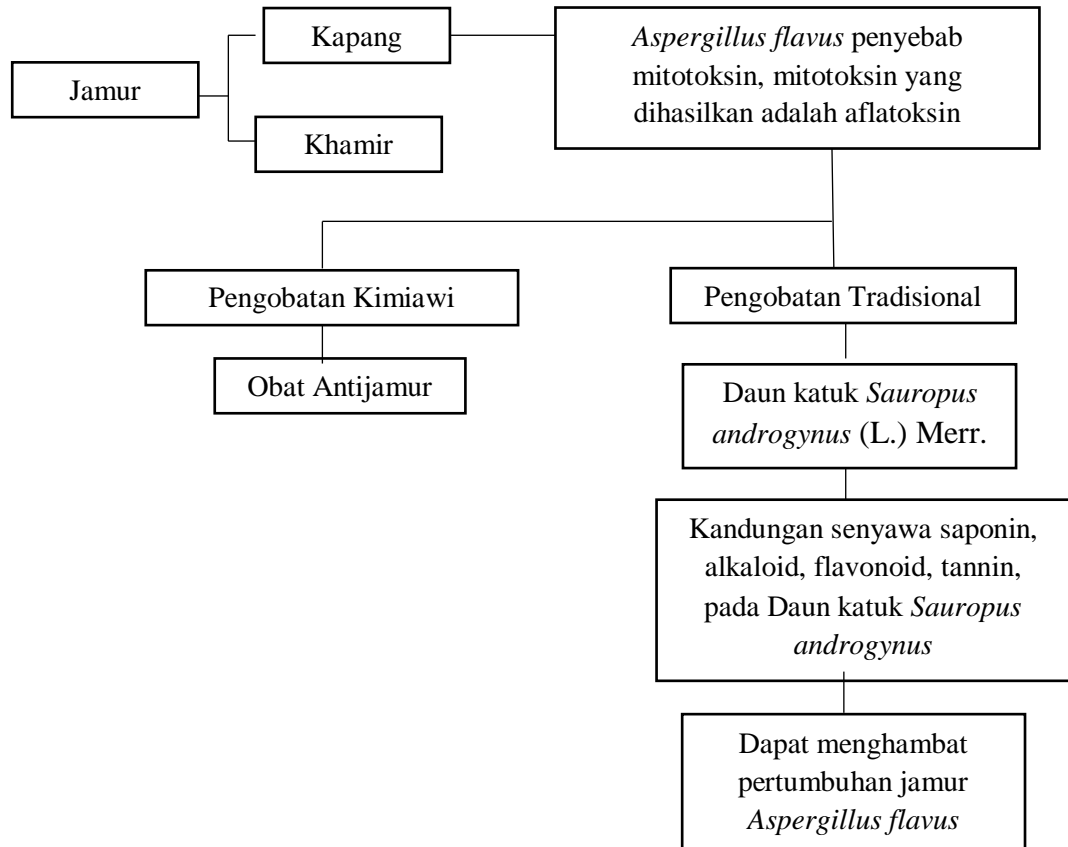 Jamur
Kapang
Khamir
Aspergillus flavus penyebab
mitotoksin, mitotoksin yang
dihasilkan adalah aflatoksin
Pengobatan Kimiawi
Obat Antijamur
Pengobatan Tradisional
Daun katuk Sauropus
androgynus (L.) Merr.
Kandungan senyawa saponin,
alkaloid, flavonoid, tannin,
pada Daun katuk Sauropus
androgynus
Dapat menghambat
pertumbuhan jamur
Aspergillus flavus